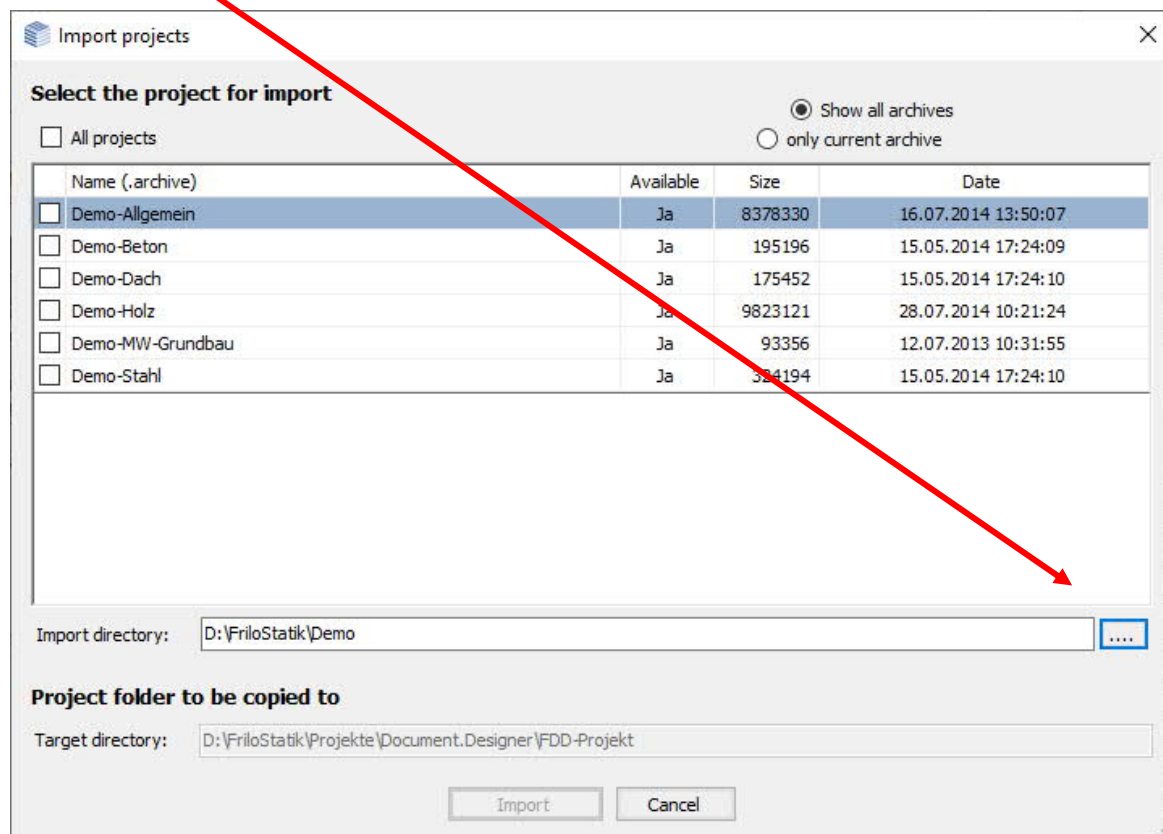 Import projects
Select the project for import
Show all archives
All projects
only current archive
Name (.archive) Available Size Date
Demo-Allgemein Ja 8378330 16.07.2014 13:50:07
Demo-Beton Ja 195196 15.05.2014 17:24:09
Demo-Dach Ja 175452 15.05.2014 17:24:10
Demo-Holz Ja 9823121 28.07.2014 10:21:24
Demo-MW-Grundbau Ja 93356 12.07.2013 10:31:55
Demo-Stahl Ja 324194 15.05.2014 17:24:10
Import directory: D:\FriloStatik\Demo ....
Project folder to be copied to
Target directory: D:\FriloStatik\Projekte\Document.Designer\FDD-Projekt
Import Cancel